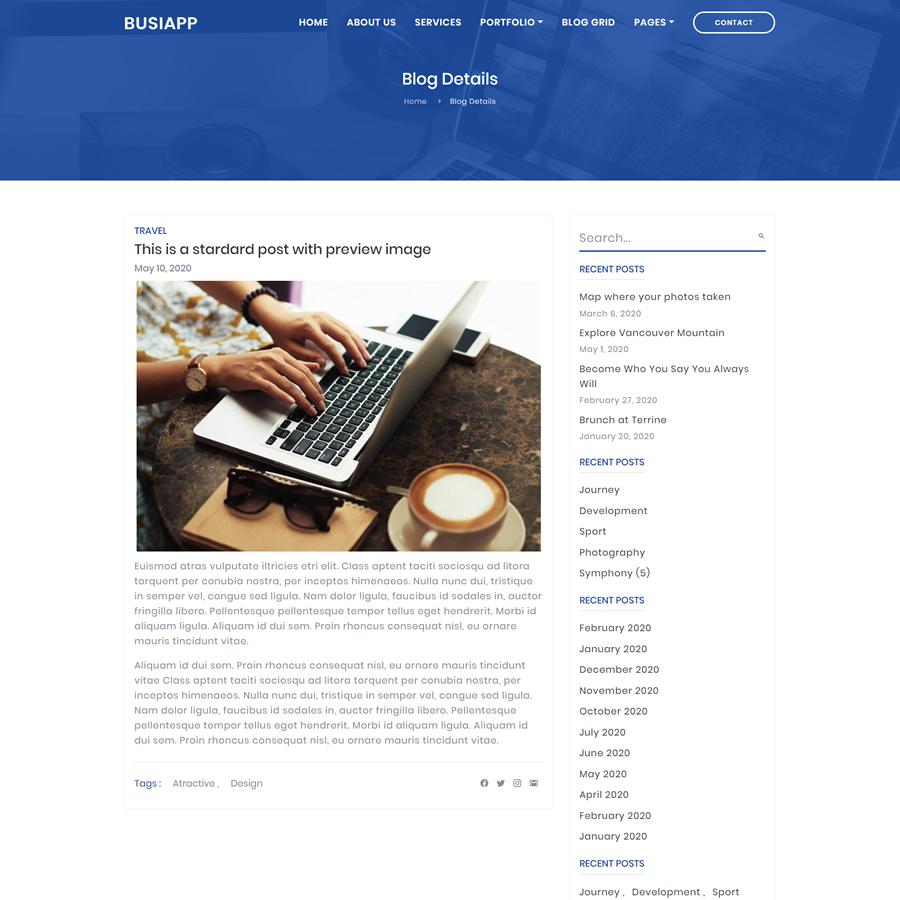 BUSIAPP
HOME ABOUT US SERVICES PORTFOLIO BLOG GRID PAGES CONTACT
Blog Details
Home > Blog Details
TRAVEL
This is a stardard post with preview image
May 10, 2020
Euismod atras vulputate iltricies etri elit. Class aptent taciti sociosqu ad litora
torquent per conubia nostra, per inceptos himenaeos. Nulla nunc dui, tristique
in semper vel, congue sed ligula. Nam dolor ligula, faucibus id sodales in, auctor
fringilla libero. Pellentesque pellentesque tempor tellus eget hendrerit. Morbi id
aliquam ligula. Aliquam id dui sem. Proin rhoncus consequat nisl, eu ornare
mauris tincidunt vitae.
Aliquam id dui sem. Proin rhoncus consequat nisl, eu ornare mauris tincidunt
vitae Class aptent taciti sociosqu ad litora torquent per conubia nostra, per
inceptos himenaeos. Nulla nunc dui, tristique in semper vel, congue sed ligula.
Nam dolor ligula, faucibus id sodales in, auctor fringilla libero. Pellentesque
pellentesque tempor tellus eget hendrerit. Morbi id aliquam ligula. Aliquam id
dui sem. Proin rhoncus consequat nisl, eu ornare mauris tincidunt vitae.
Tags : Atractive , Design
Search...
RECENT POSTS
Map where your photos taken
March 6, 2020
Explore Vancouver Mountain
May 1, 2020
Become Who You Say You Always
Will
February 27, 2020
Brunch at Terrine
January 20, 2020
RECENT POSTS
Journey
Development
Sport
Photography
Symphony (5)
RECENT POSTS
February 2020
January 2020
December 2020
November 2020
October 2020
July 2020
June 2020
May 2020
April 2020
February 2020
January 2020
RECENT POSTS
Journey , Development , Sport